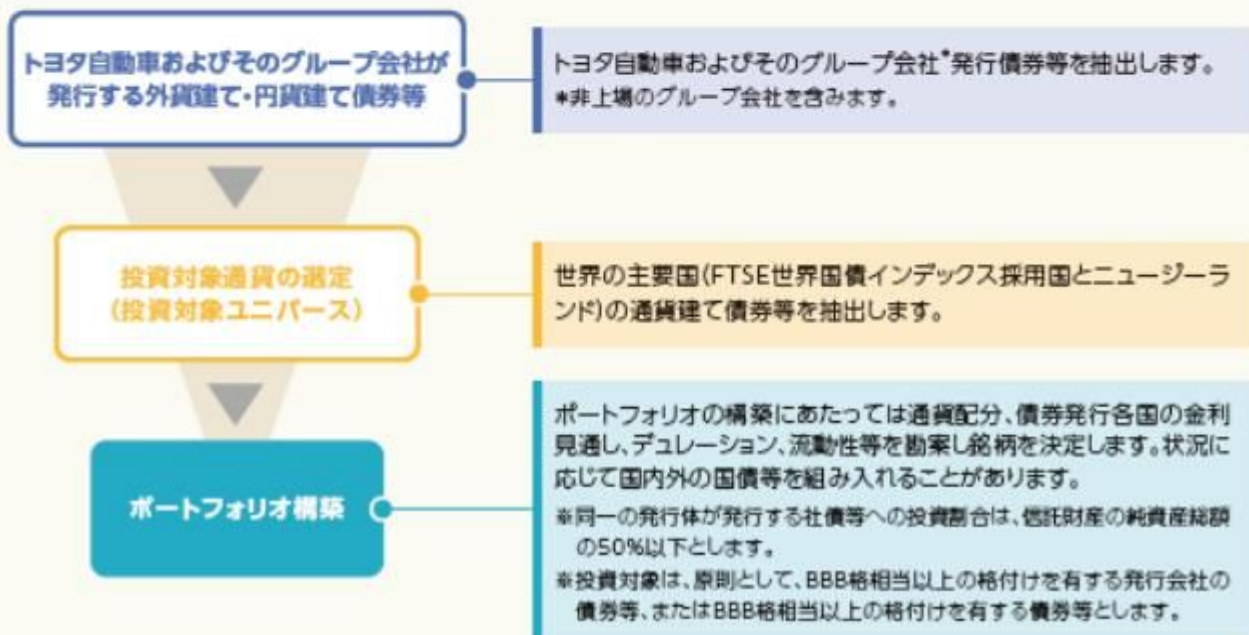 トヨタ自動車およびそのグループ会社が
発行する外貨建て・円貨建て債券等
トヨタ自動車およびそのグループ会社*発行債券等を抽出します。
*非上場のグループ会社を含みます。
投資対象通貨の選定
(投資対象ユニバース)
世界の主要国(FTSE世界国債インデックス採用国とニュージーラ
ンド)の通貨建て債券等を抽出します。
ポートフォリオ構築
ポートフォリオの構築にあたっては通貨配分、債券発行各国の金利
見通し、デュレーション、流動性等を勘案し銘柄を決定します。状況に
応じて国内外の国債等を組み入れることがあります。
※同一の発行体が発行する社債等への投資割合は、信託財産の純資産総額
の50%以下とします。
※投資対象は、原則として、BBB格相当以上の格付けを有する発行会社の
債券等、またはBBB格相当以上の格付けを有する債券等とします。